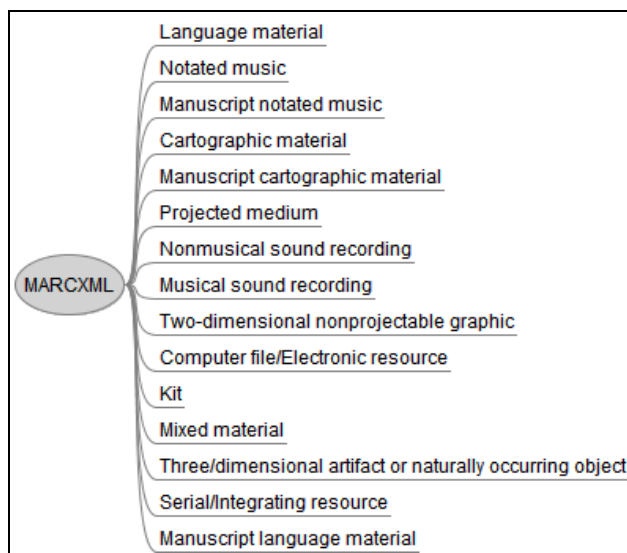 Language material
Notated music
Manuscript notated music
Cartographic material
Manuscript cartographic material
Projected medium
Nonmusical sound recording
MARCXML
Musical sound recording
Two-dimensional nonprojectable graphic
Computer file/Electronic resource
Kit
Mixed material
Three/dimensional artifact or naturally occurring object
Serial/Integrating resource
Manuscript language material